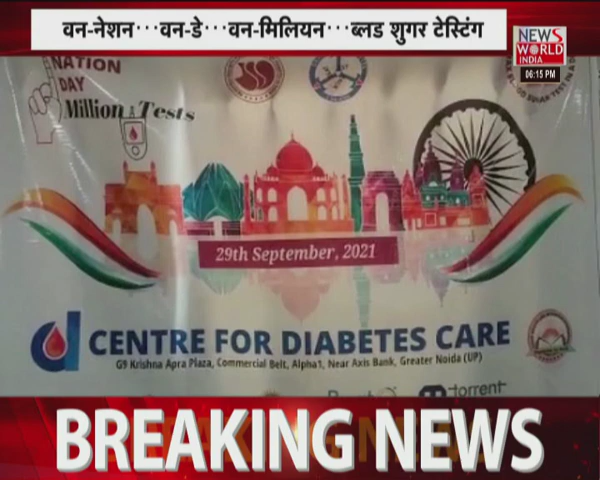 वन-नेशन...वन-डे...वन-मिलियन...ब्लड शुगर टेस्टिंग
NEWS
WORLD
INDIA
06:15 PM
NATION
DAY
Million Tests
29th September, 2021
d CENTRE FOR DIABETES CARE
G9 Krishna Apra Plaza, Commercial Belt, Alpha1, Near Axis Bank, Greater Noida (UP)
torrent
BREAKING NEWS